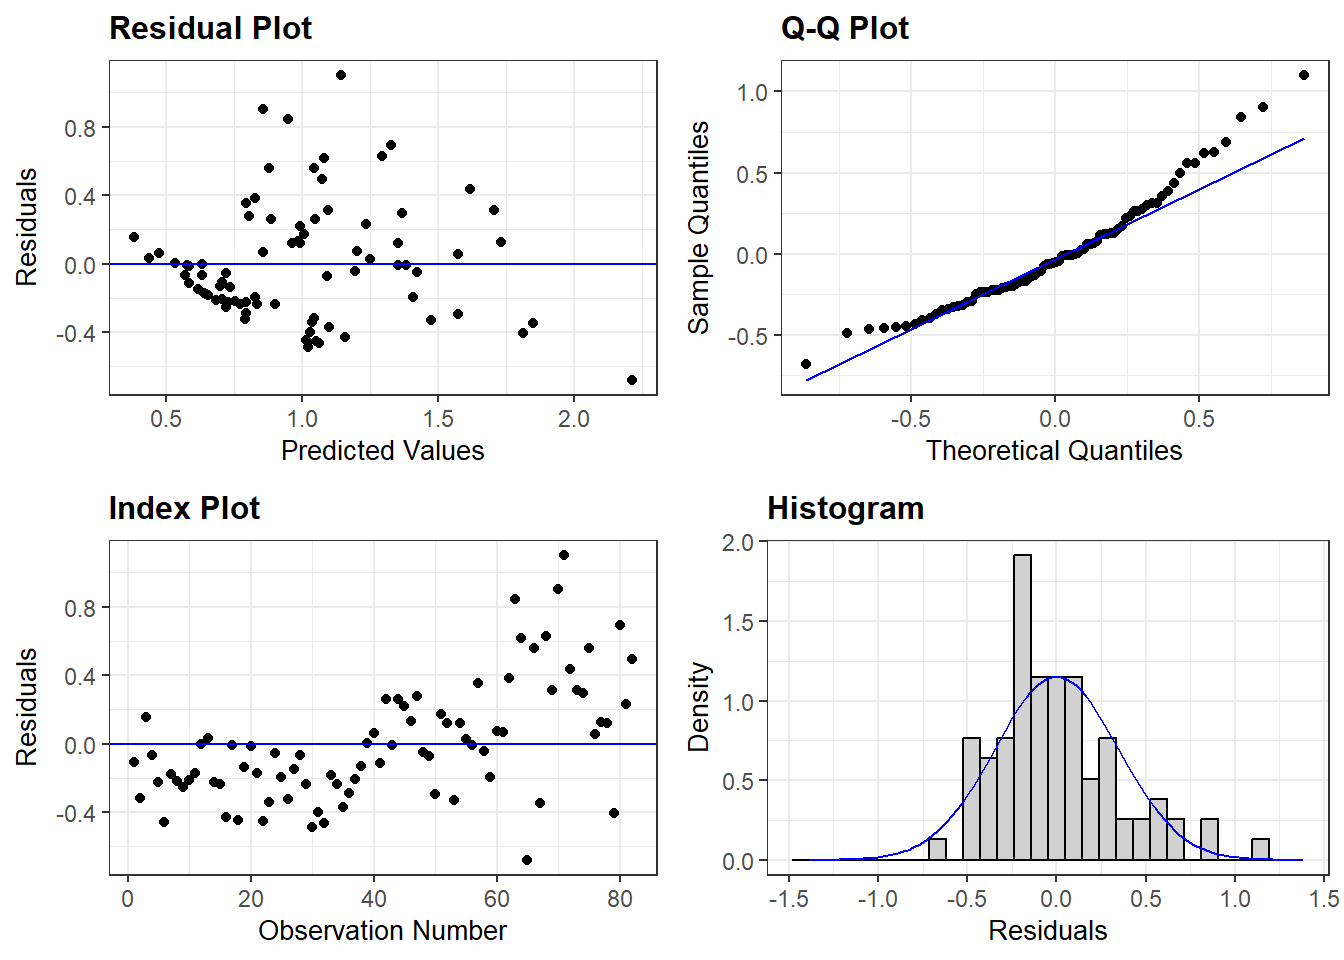 Residual Plot
Residuals
0.8
0.4
0.0
-0.4
0.5 1.0 1.5 2.0
Predicted Values
Q-Q Plot
Sample Quantiles
1.0
0.5
0.0
-0.5
-0.5 0.0 0.5
Theoretical Quantiles
Index Plot
Residuals
0.8
0.4
0.0
-0.4
0 20 40 60 80
Observation Number
Histogram
Density
2.0
1.5
1.0
0.5
0.0
-1.5 -1.0 -0.5 0.0 0.5 1.0 1.5
Residuals